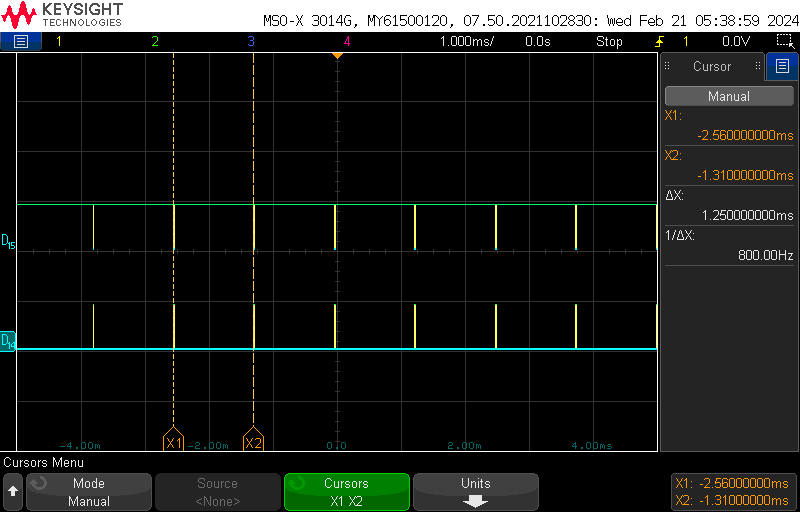 KEYSIGHT
TECHNOLOGIES
MSO-X 3014G, MY61500120, 07.50.2021102830: Wed Feb 21 05:38:59 2024
1 2 3 4 1.000ms/ 0.0s Stop 1 0.0V
Cursor
Manual
X1:
-2.560000000ms
X2:
-1.310000000ms
ΔX:
1.250000000ms
1/ΔX:
800.00Hz
D15
D14
-4.00m X1 -2.00m X2 0.0 2.00m 4.00ms
Cursors Menu
Mode
Manual
Source
<None>
Cursors
X1 X2
Units
X1: -2.56000000ms
X2: -1.31000000ms